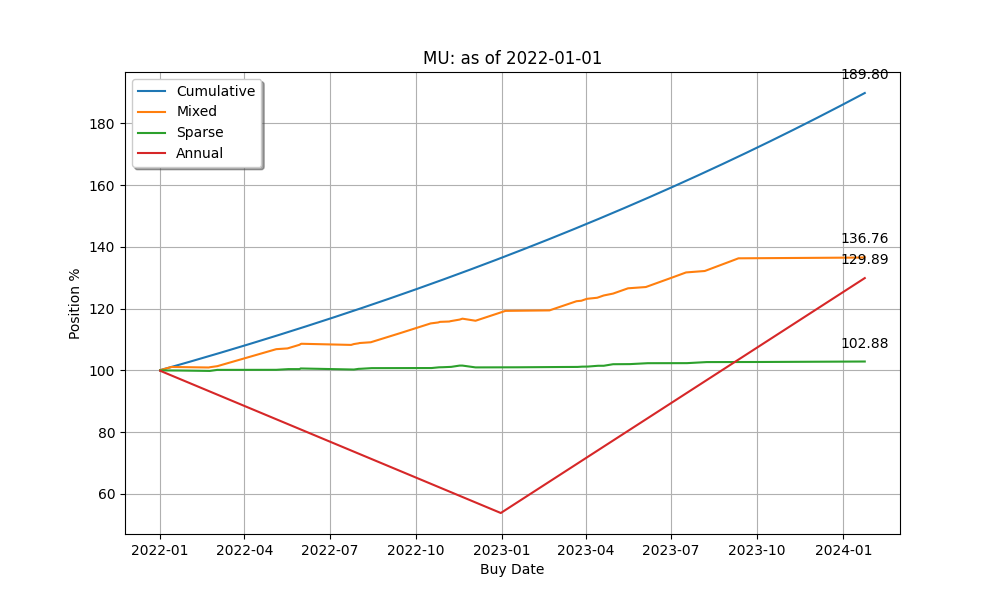 MU: as of 2022-01-01
Cumulative
Mixed
Sparse
Annual
189.80
136.76
129.89
102.88
180
160
140
120
100
80
60
Position %
2022-01 2022-04 2022-07 2022-10 2023-01 2023-04 2023-07 2023-10 2024-01
Buy Date